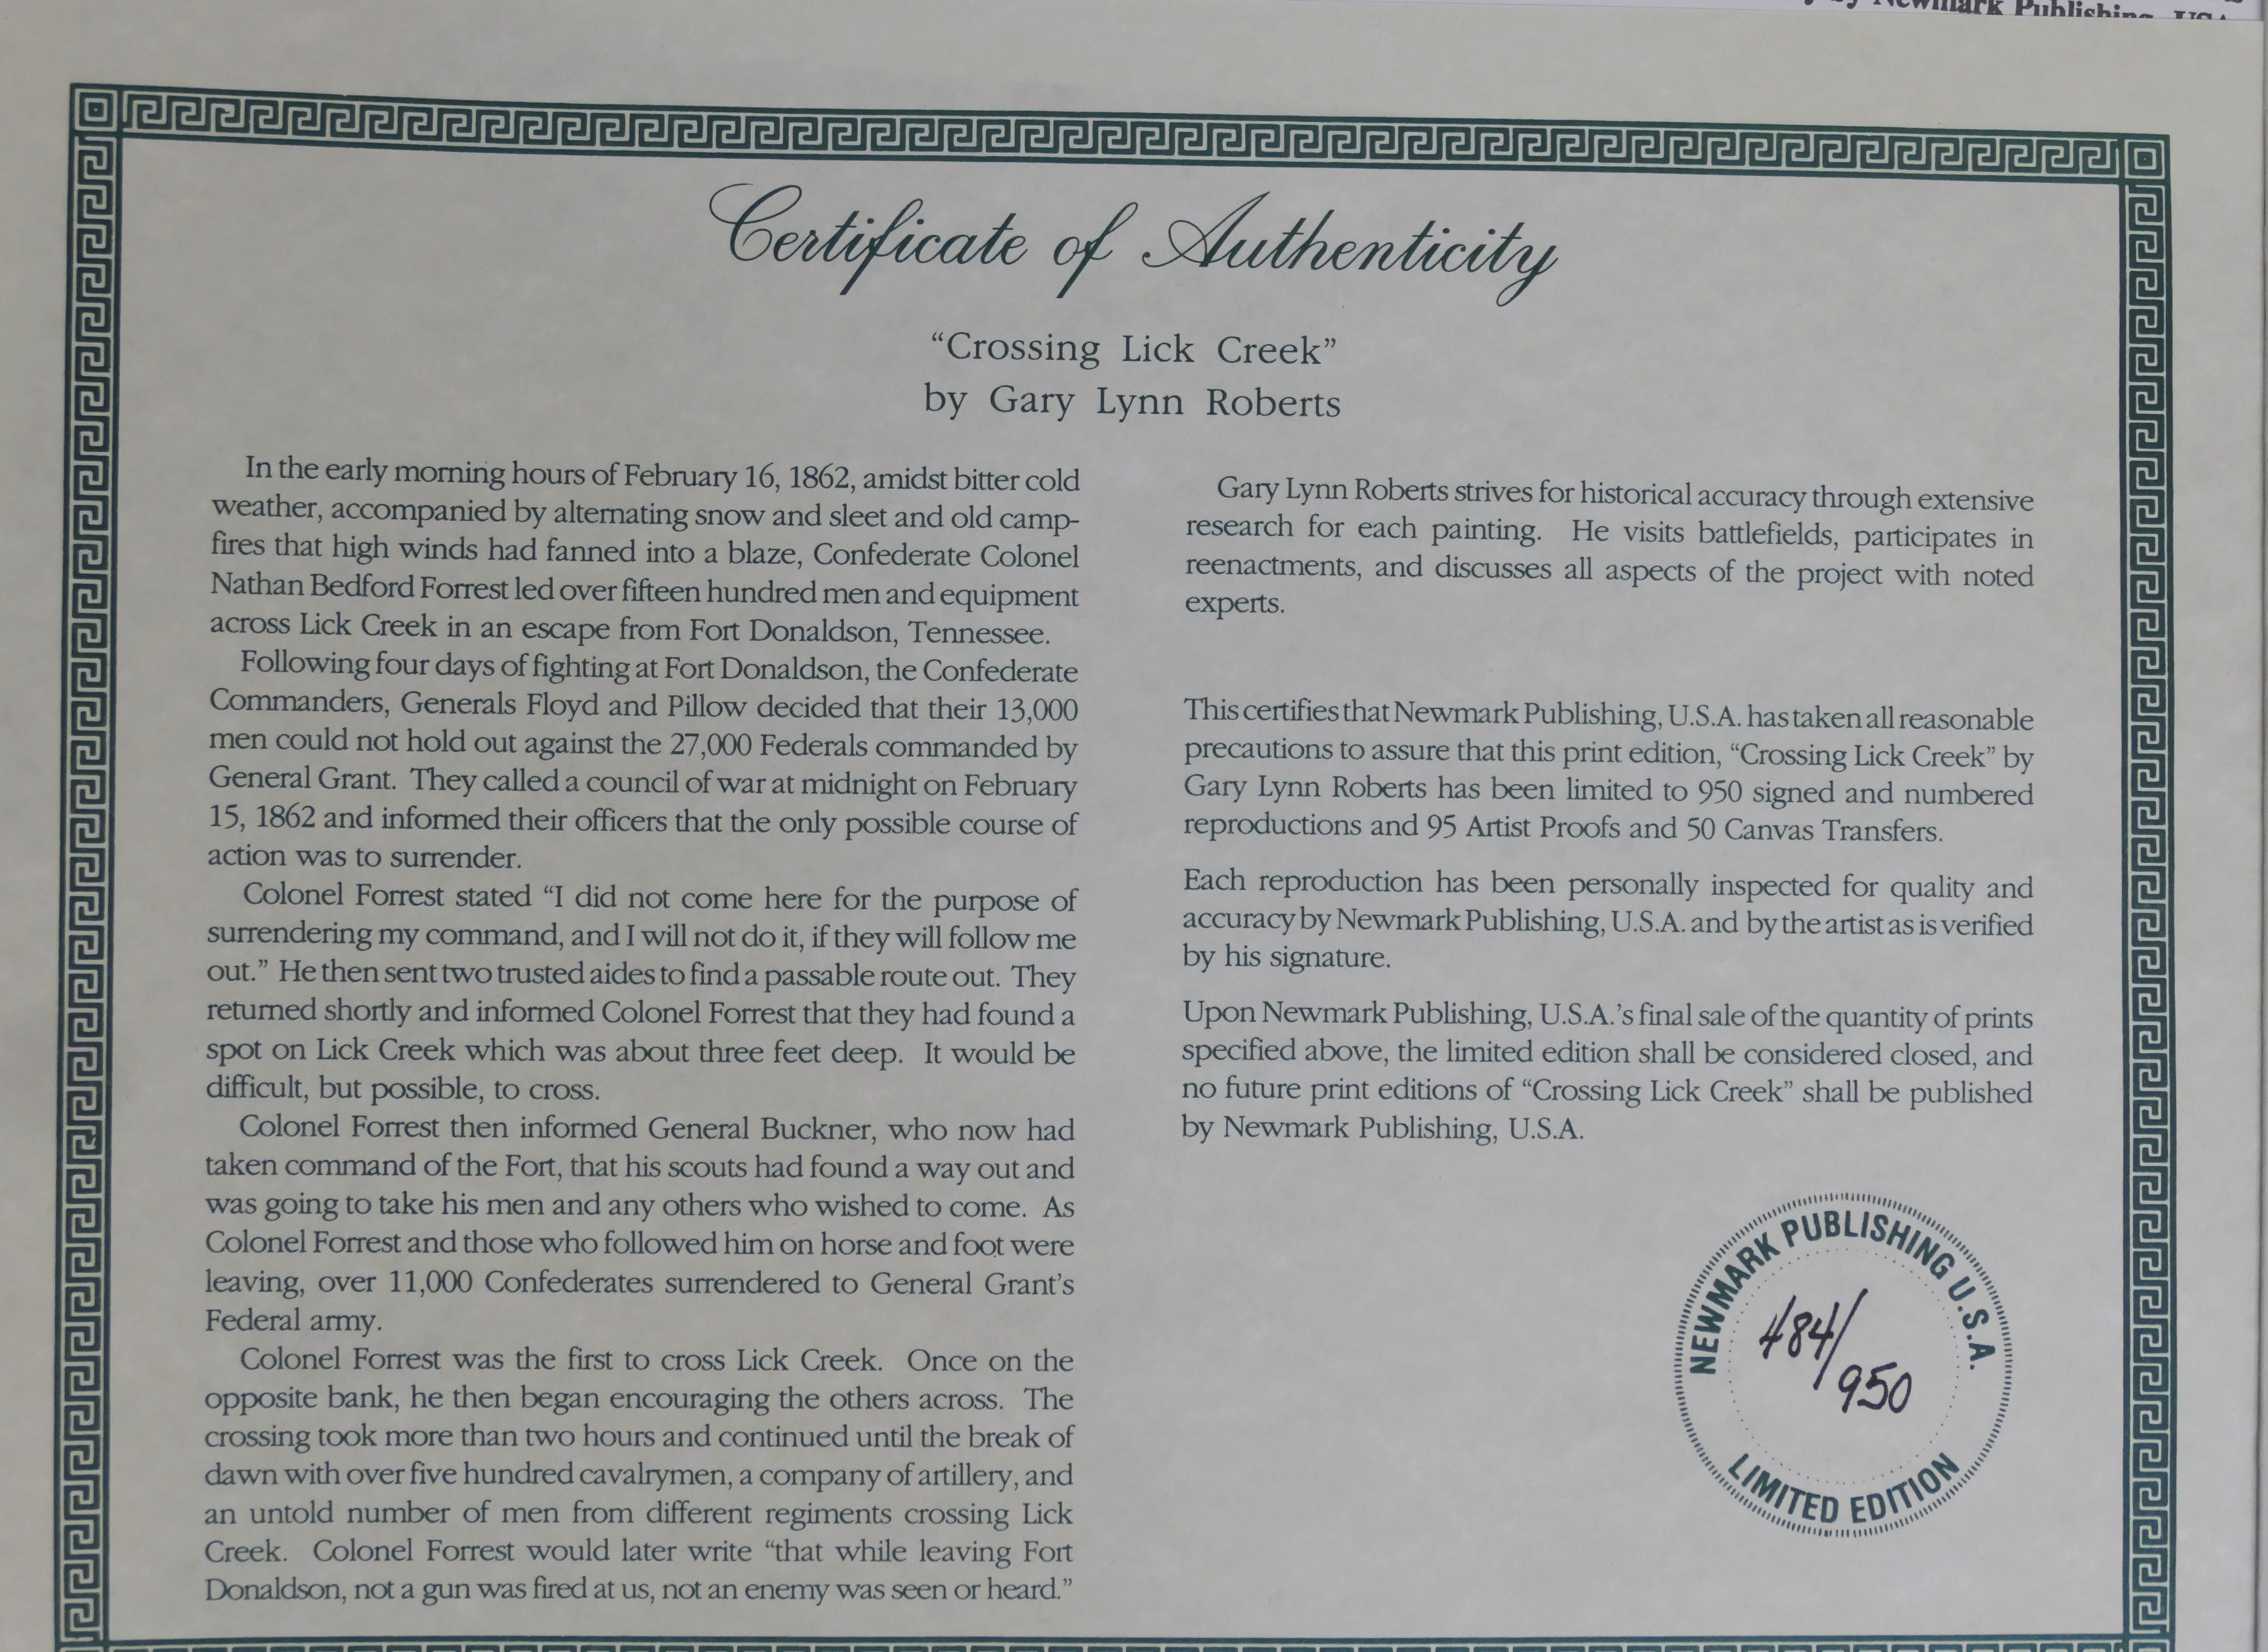 by Newmark Publishing, USA
Certificate of Authenticity
“Crossing Lick Creek”
by Gary Lynn Roberts
In the early morning hours of February 16, 1862, amidst bitter cold
weather, accompanied by alternating snow and sleet and old camp-
fires that high winds had fanned into a blaze, Confederate Colonel
Nathan Bedford Forrest led over fifteen hundred men and equipment
across Lick Creek in an escape from Fort Donaldson, Tennessee.
Following four days of fighting at Fort Donaldson, the Confederate
Commanders, Generals Floyd and Pillow decided that their 13,000
men could not hold out against the 27,000 Federals commanded by
General Grant. They called a council of war at midnight on February
15, 1862 and informed their officers that the only possible course of
action was to surrender.
Colonel Forrest stated “I did not come here for the purpose of
surrendering my command, and I will not do it, if they will follow me
out.” He then sent two trusted aides to find a passable route out. They
returned shortly and informed Colonel Forrest that they had found a
spot on Lick Creek which was about three feet deep. It would be
difficult, but possible, to cross.
Colonel Forrest then informed General Buckner, who now had
taken command of the Fort, that his scouts had found a way out and
was going to take his men and any others who wished to come. As
Colonel Forrest and those who followed him on horse and foot were
leaving, over 11,000 Confederates surrendered to General Grant’s
Federal army.
Colonel Forrest was the first to cross Lick Creek. Once on the
opposite bank, he then began encouraging the others across. The
crossing took more than two hours and continued until the break of
dawn with over five hundred cavalrymen, a company of artillery, and
an untold number of men from different regiments crossing Lick
Creek. Colonel Forrest would later write “that while leaving Fort
Donaldson, not a gun was fired at us, not an enemy was seen or heard.”
Gary Lynn Roberts strives for historical accuracy through extensive
research for each painting. He visits battlefields, participates in
reenactments, and discusses all aspects of the project with noted
experts.
This certifies that Newmark Publishing, U.S.A. has taken all reasonable
precautions to assure that this print edition, “Crossing Lick Creek” by
Gary Lynn Roberts has been limited to 950 signed and numbered
reproductions and 95 Artist Proofs and 50 Canvas Transfers.
Each reproduction has been personally inspected for quality and
accuracy by Newmark Publishing, U.S.A. and by the artist as is verified
by his signature.
Upon Newmark Publishing, U.S.A.’s final sale of the quantity of prints
specified above, the limited edition shall be considered closed, and
no future print editions of “Crossing Lick Creek” shall be published
by Newmark Publishing, U.S.A.
NEWMARK PUBLISHING U.S.A.
484/
950
LIMITED EDITION